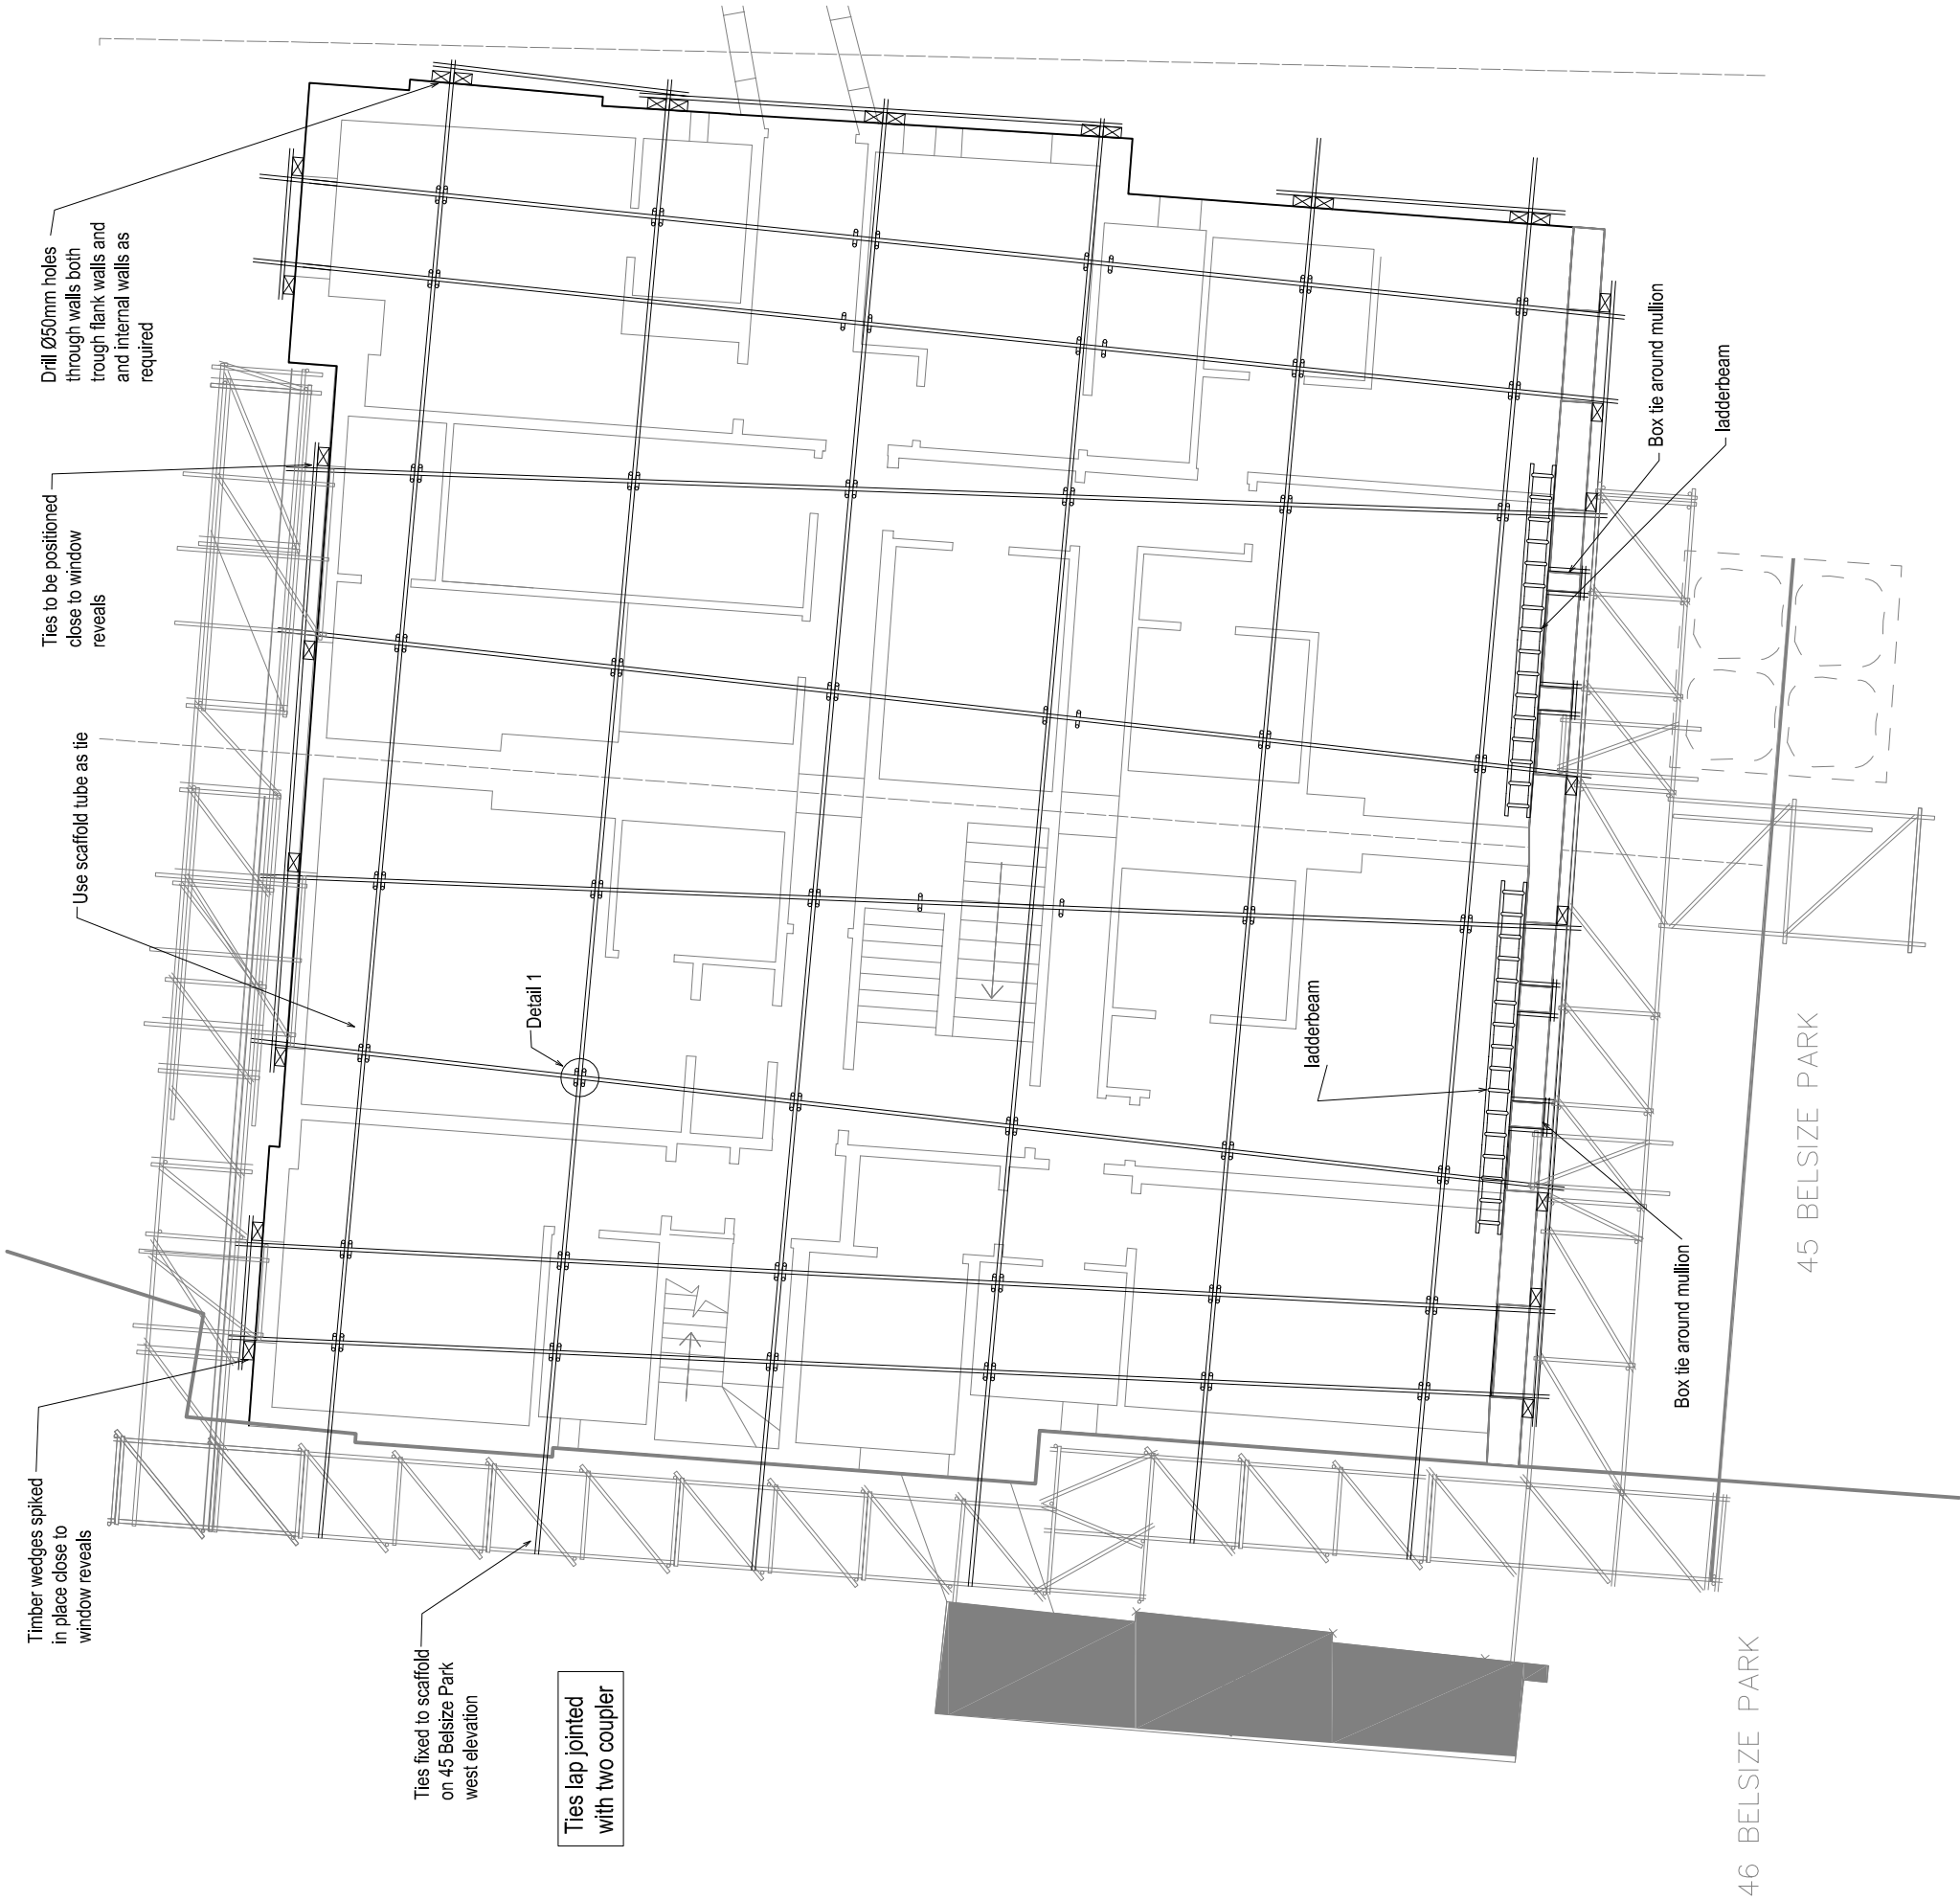 Timber wedges spiked
in place close to
window reveals
Use scaffold tube as tie
Ties to be positioned
close to window
reveals
Drill Ø50mm holes
through walls both
trough flank walls and
and internal walls as
required
Ties fixed to scaffold
on 45 Belsize Park
west elevation
Detail 1
Ties lap jointed
with two coupler
ladderbeam
Box tie around mullion
ladderbeam
Box tie around mullion
46 BELSIZE PARK
45 BELSIZE PARK